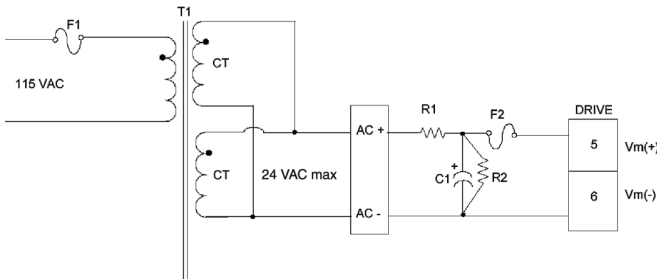 T1
F1
CT
115 VAC
R1
F2
DRIVE
AC +
5
Vm(+)
+
CT
24 VAC max
C1
R2
6
Vm(-)
AC -